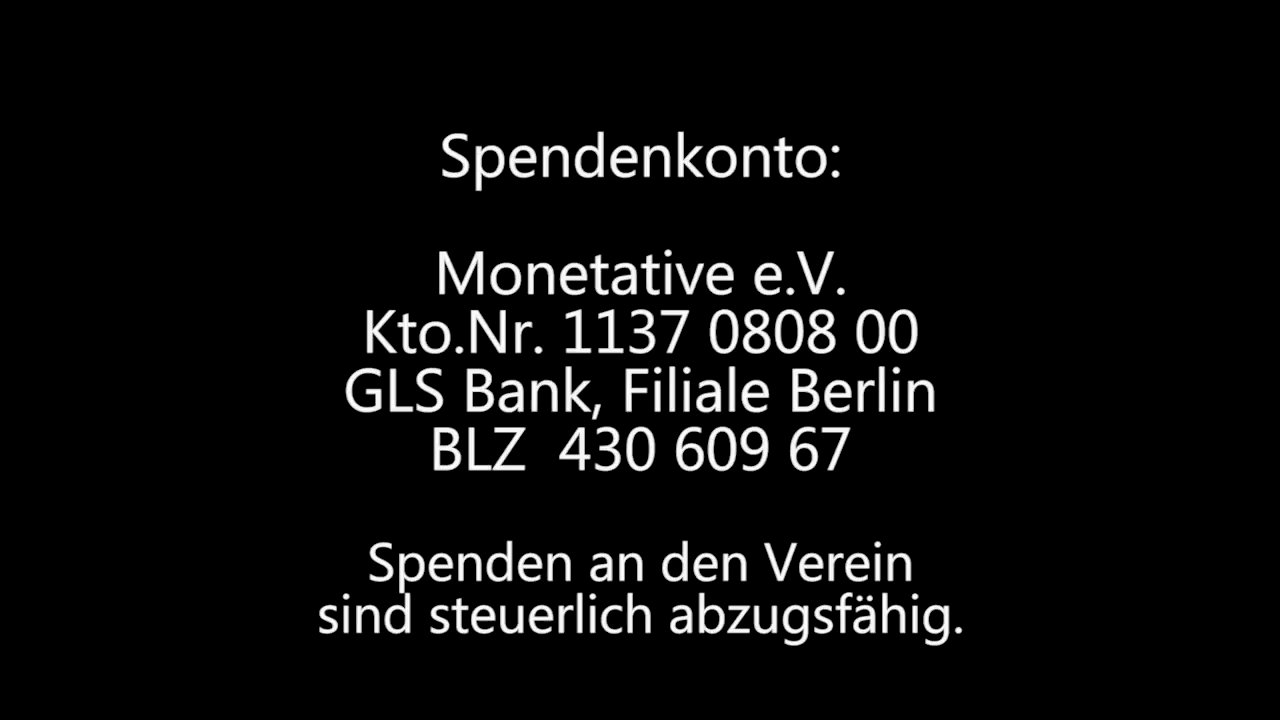 Spendenkonto:
Monetative e.V.
Kto.Nr. 1137 0808 00
GLS Bank, Filiale Berlin
BLZ  430 609 67
Spenden an den Verein
sind steuerlich abzugsfähig.